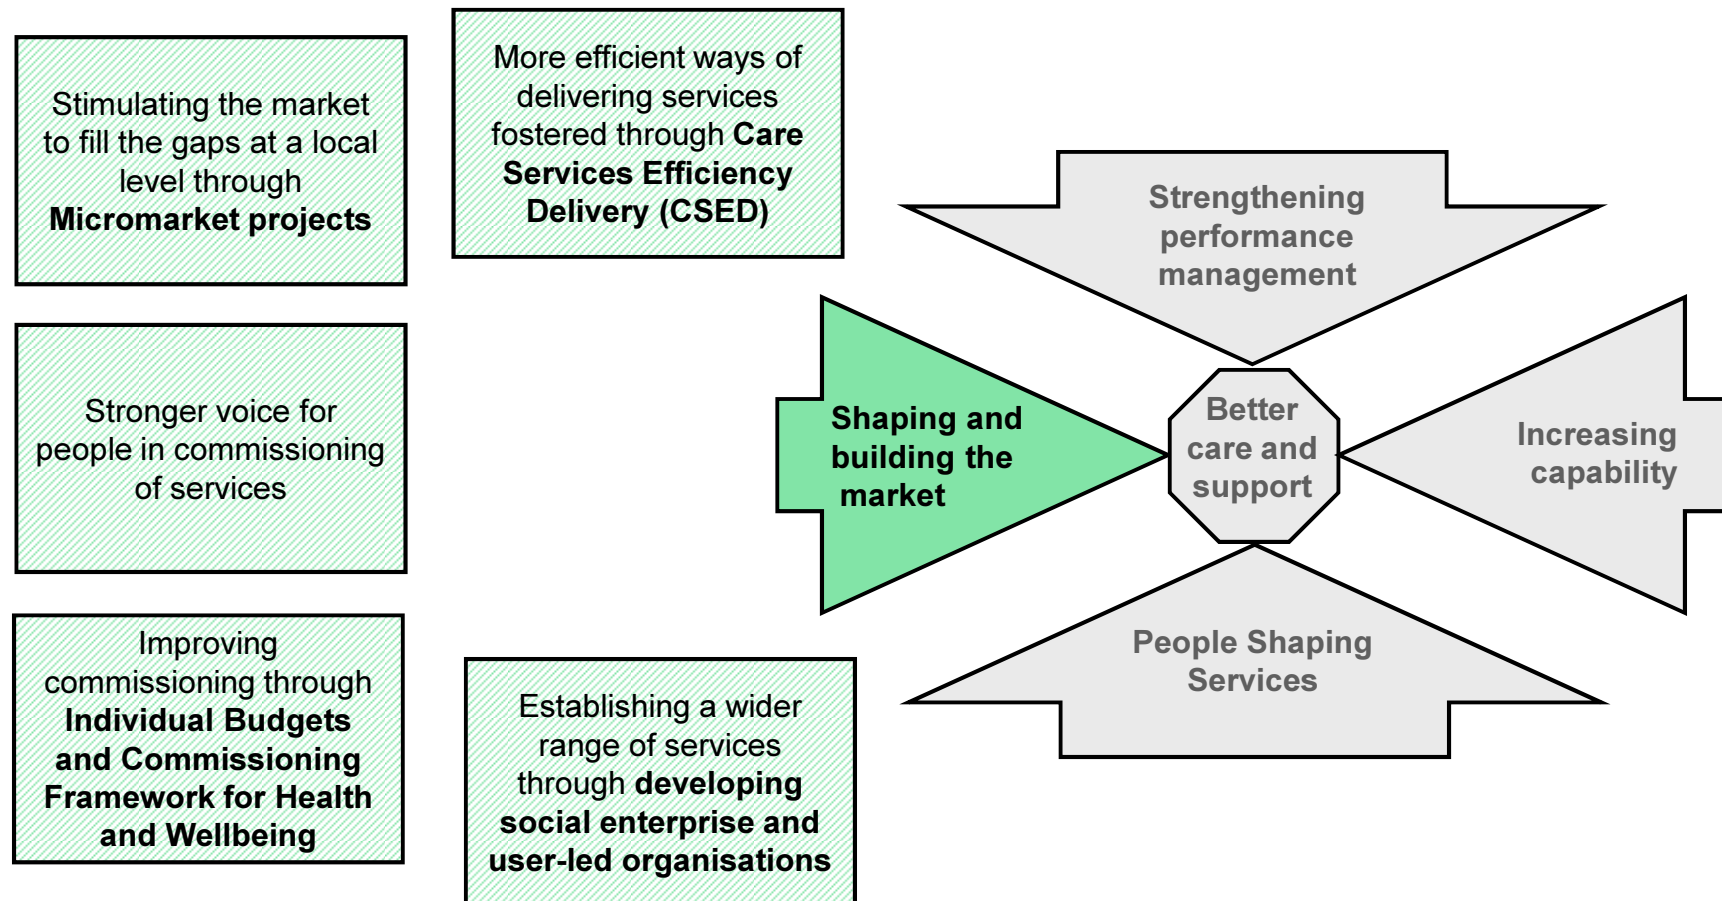 Stimulating the market
to fill the gaps at a local
level through
Micromarket projects
More efficient ways of
delivering services
fostered through Care
Services Efficiency
Delivery (CSED)
Stronger voice for
people in commissioning
of services
Improving
commissioning through
Individual Budgets
and Commissioning
Framework for Health
and Wellbeing
Establishing a wider
range of services
through developing
social enterprise and
user-led organisations
Strengthening
performance
management
Shaping and
building the
market
Better
care and
support
Increasing
capability
People Shaping
Services